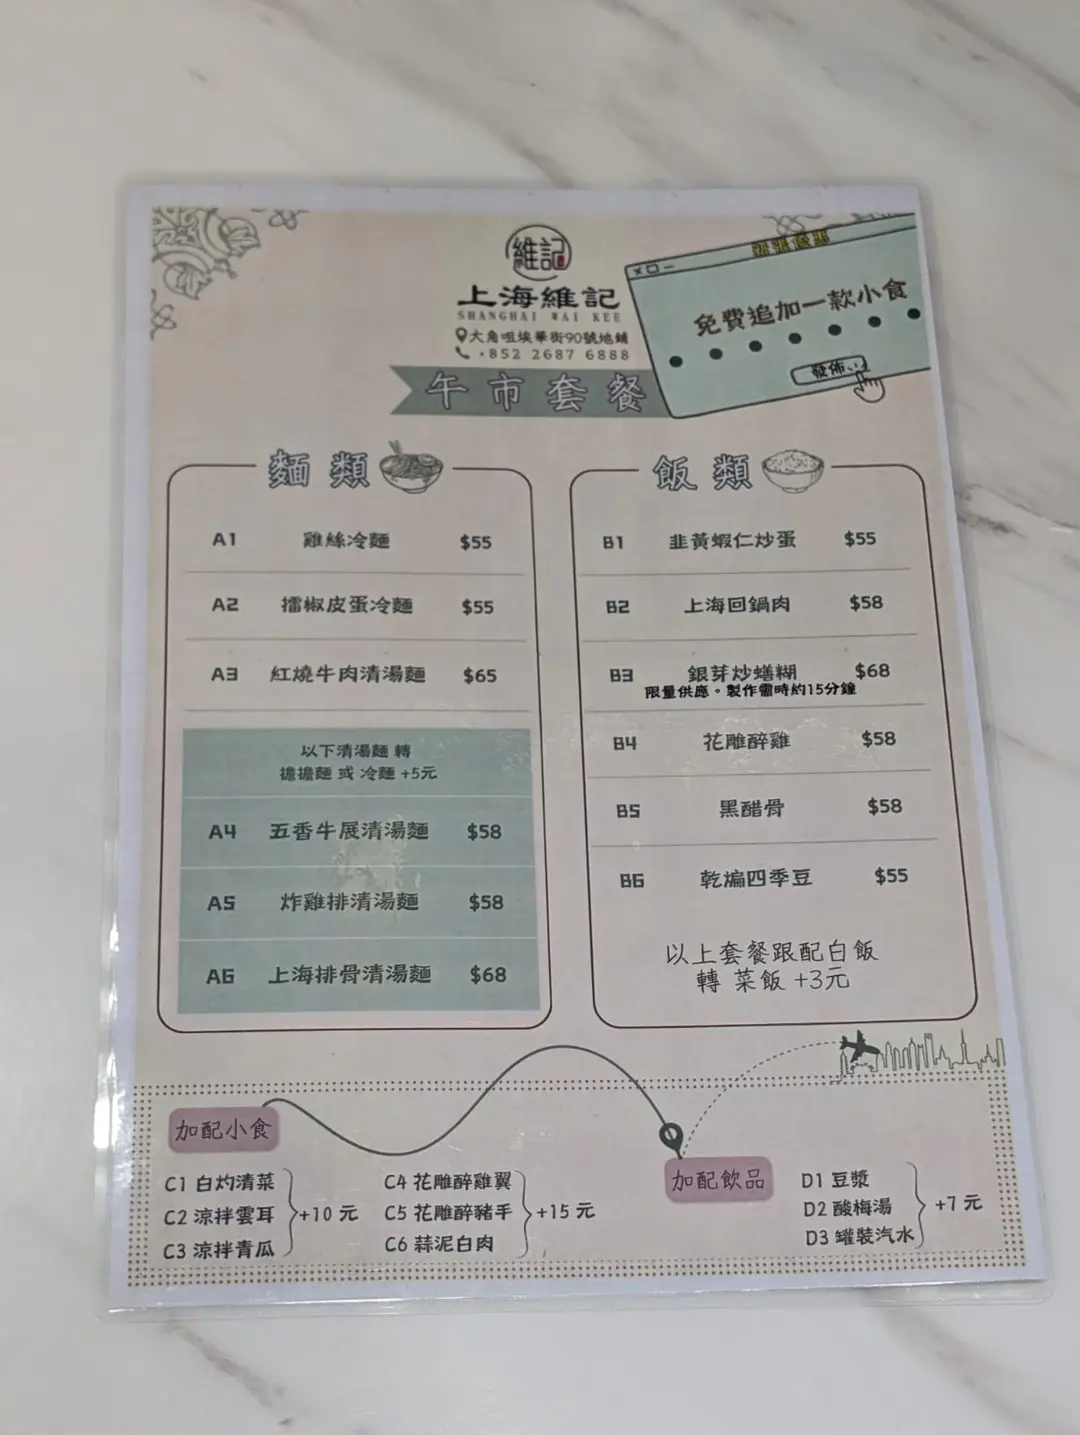 維記
上海維記
SHANGHAI WAI KEE
大角咀埃華街90號地鋪
+852 2687 6888
午市套餐
新張優惠
免費追加一款小食
發佈
麵類
A1 雞絲冷麵 $55
A2 擂椒皮蛋冷麵 $55
A3 紅燒牛肉清湯麵 $65
以下清湯麵 轉
擔擔麵 或 冷麵 +5元
A4 五香牛展清湯麵 $58
A5 炸雞排清湯麵 $58
A6 上海排骨清湯麵 $68
飯類
B1 韭黃蝦仁炒蛋 $55
B2 上海回鍋肉 $58
B3 銀芽炒蟮糊 $68
限量供應。製作需時約15分鐘
B4 花雕醉雞 $58
B5 黑醋骨 $58
B6 乾煸四季豆 $55
以上套餐跟配白飯
轉 菜飯 +3元
加配小食
C1 白灼清菜
C2 涼拌雲耳
C3 涼拌青瓜
+10 元
C4 花雕醉雞翼
C5 花雕醉豬手
C6 蒜泥白肉
+15 元
加配飲品
D1 豆漿
D2 酸梅湯
D3 罐裝汽水
+7 元